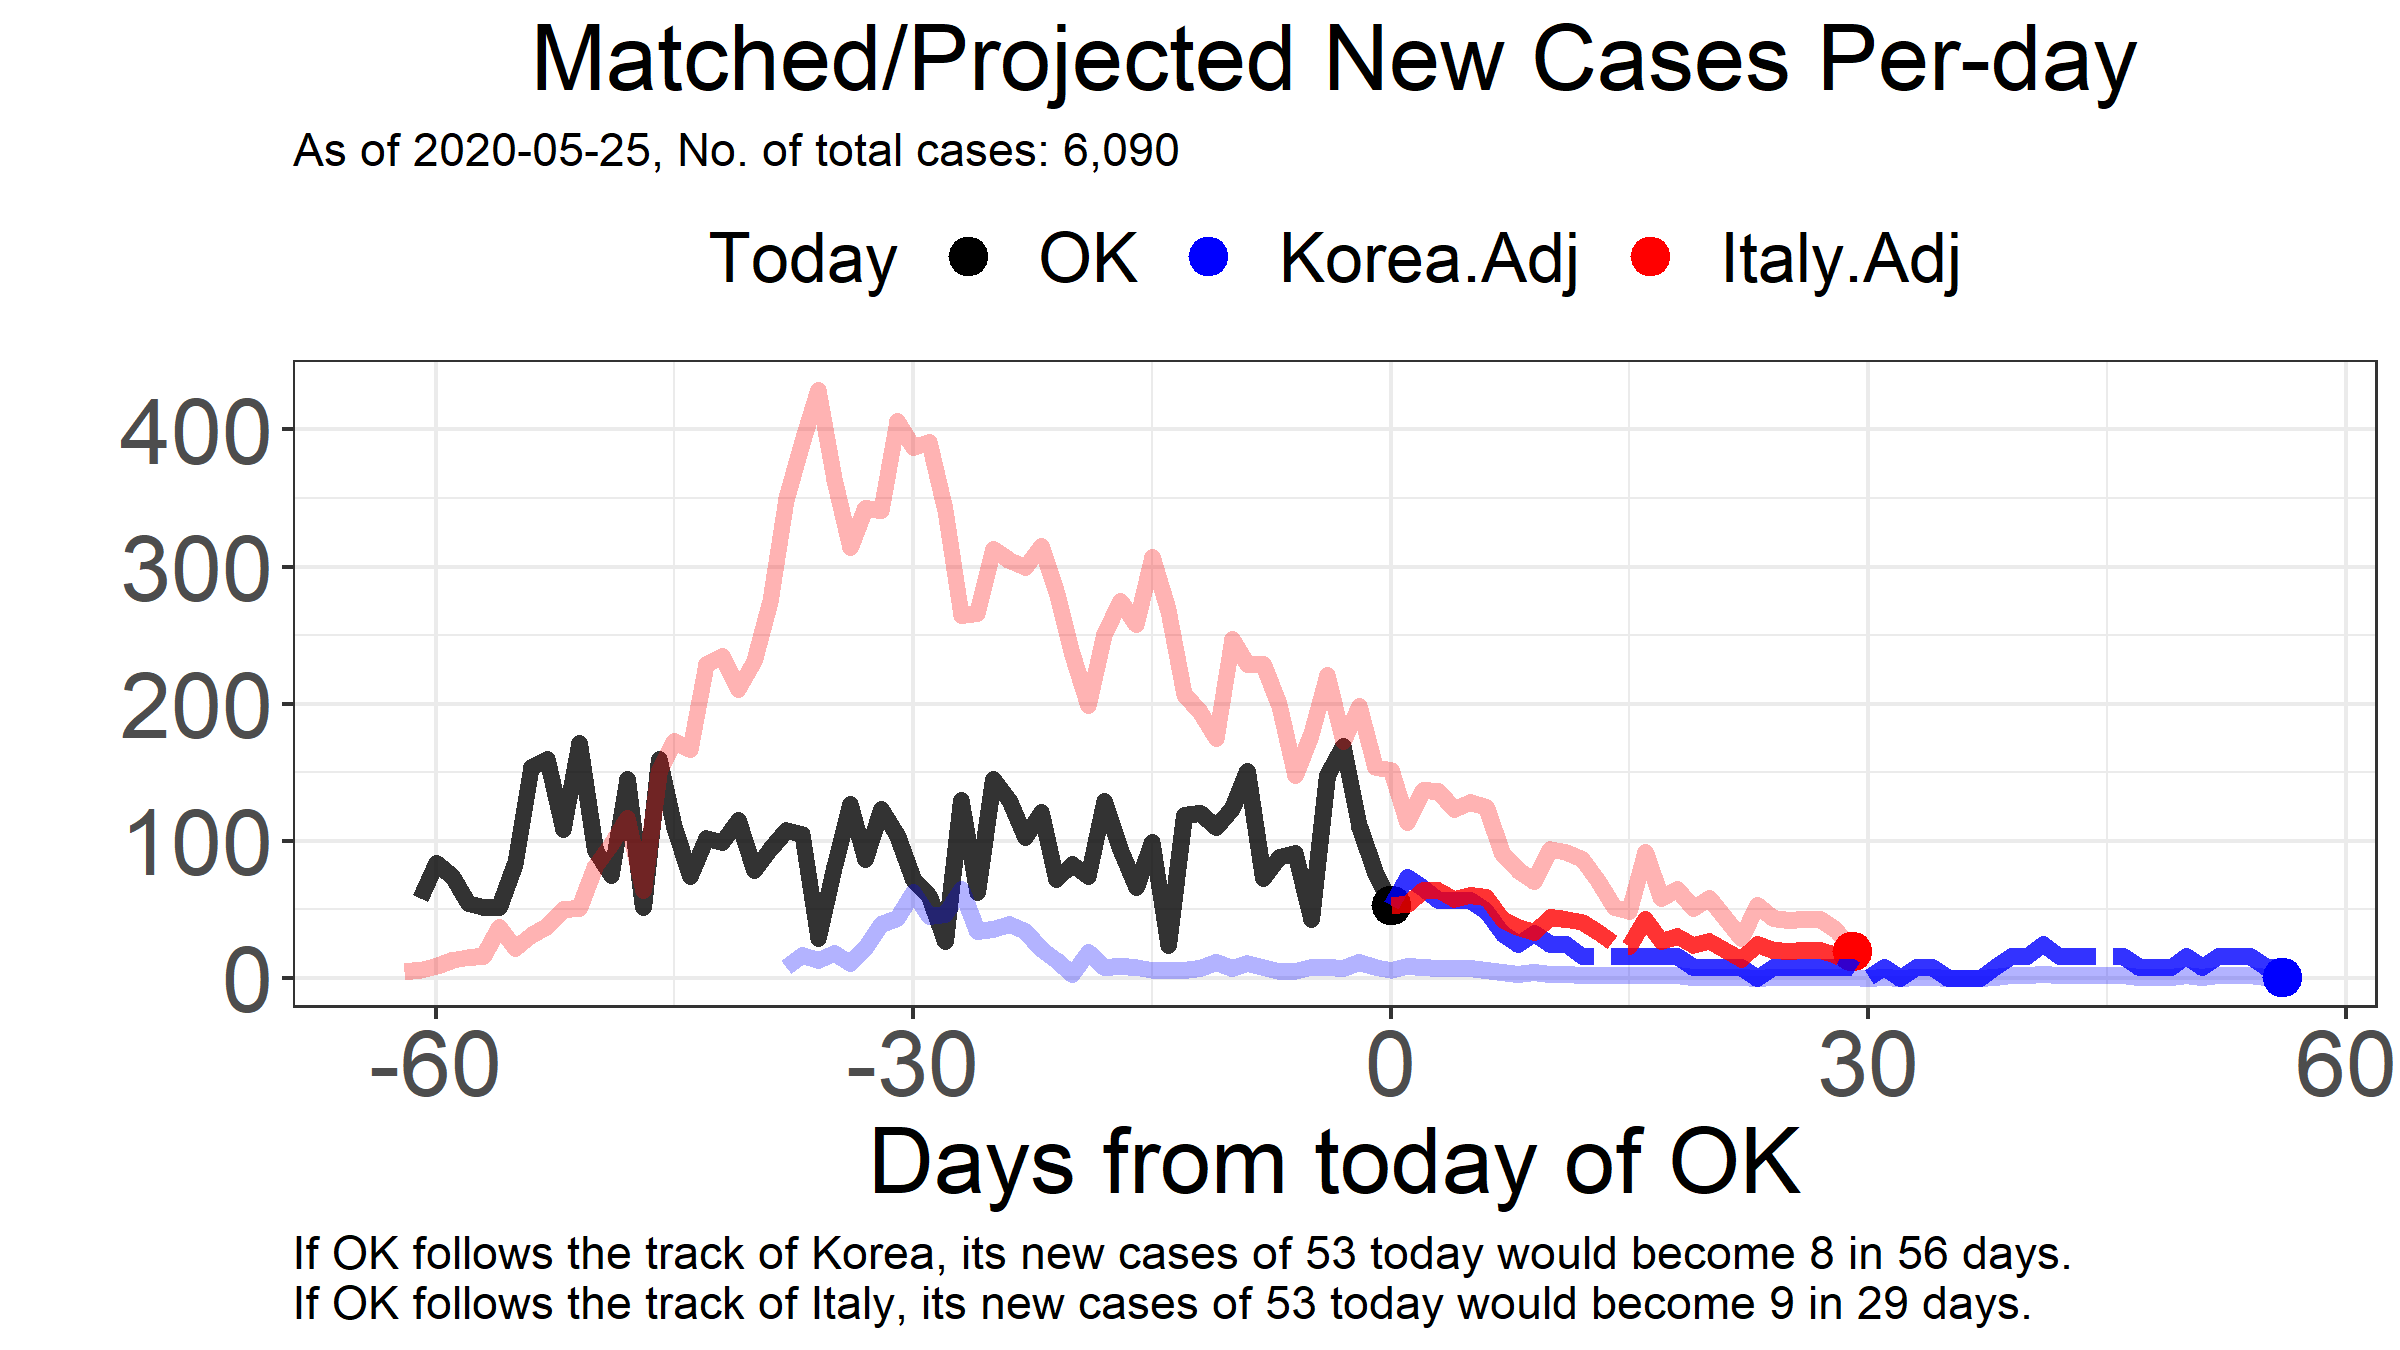 Matched/Projected New Cases Per-day
As of 2020-05-25, No. of total cases: 6,090
Today OK Korea.Adj Italy.Adj
400
300
200
100
0
-60 -30 0 30 60
Days from today of OK
If OK follows the track of Korea, its new cases of 53 today would become 8 in 56 days.
If OK follows the track of Italy, its new cases of 53 today would become 9 in 29 days.